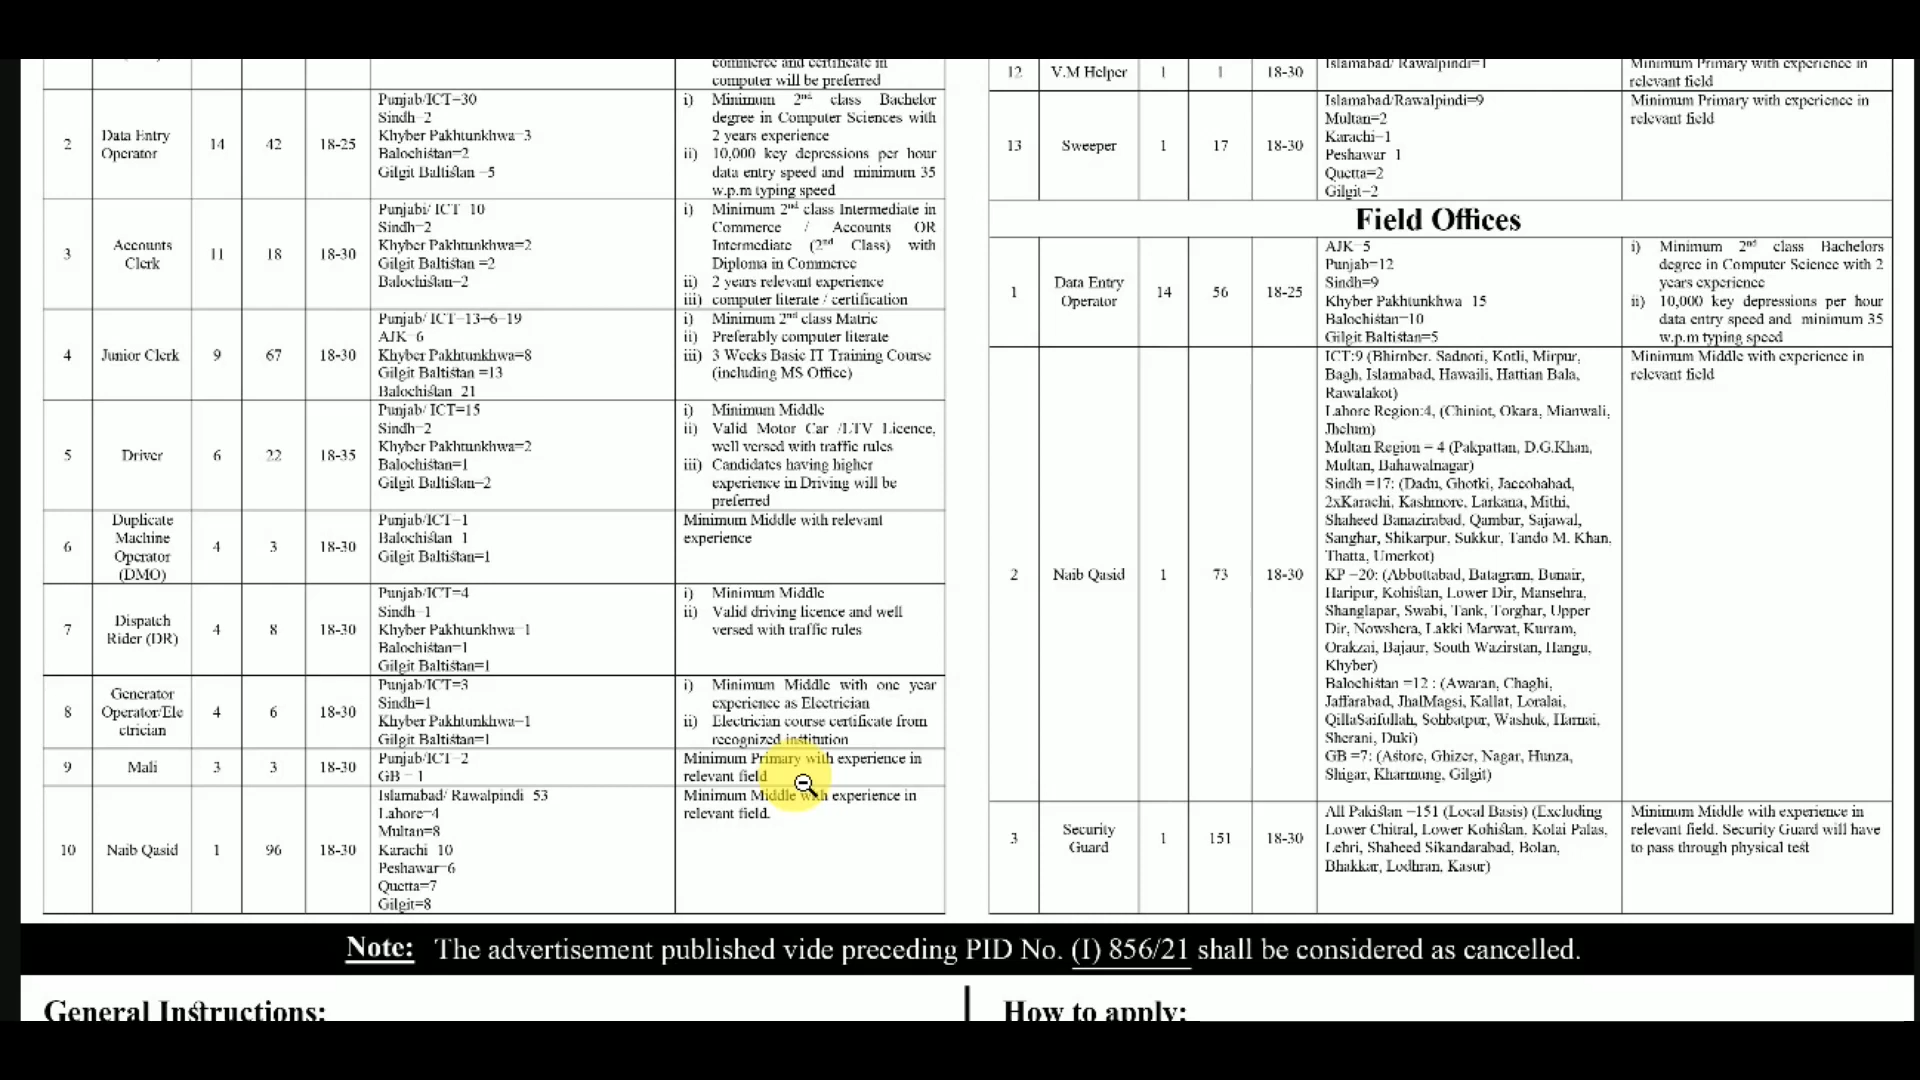 commerce and certificate in
computer will be preferred
2 Data Entry Operator 14 42 18-25
Punjab/ICT=30
Sindh=2
Khyber Pakhtunkhwa=3
Balochistan=2
Gilgit Baltistan =5
i) Minimum 2nd class Bachelor
degree in Computer Sciences with
2 years experience
ii) 10,000 key depressions per hour
data entry speed and minimum 35
w.p.m typing speed
3 Accounts Clerk 11 18 18-30
Punjabi/ ICT 10
Sindh=2
Khyber Pakhtunkhwa=2
Gilgit Baltistan =2
Balochistan=2
i) Minimum 2nd class Intermediate in
Commerce / Accounts OR
Intermediate (2nd Class) with
Diploma in Commerce
ii) 2 years relevant experience
iii) computer literate / certification
4 Junior Clerk 9 67 18-30
Punjab/ ICT=13+6=19
AJK=6
Khyber Pakhtunkhwa=8
Gilgit Baltistan =13
Balochistan 21
i) Minimum 2nd class Matric
ii) Preferably computer literate
iii) 3 Weeks Basic IT Training Course
(including MS Office)
5 Driver 6 22 18-35
Punjab/ ICT=15
Sindh=2
Khyber Pakhtunkhwa=2
Balochistan=1
Gilgit Baltistan=2
i) Minimum Middle
ii) Valid Motor Car /LTV Licence,
well versed with traffic rules
iii) Candidates having higher
experience in Driving will be
preferred
6 Duplicate Machine Operator (DMO) 4 3 18-30
Punjab/ICT=1
Balochistan 1
Gilgit Baltistan=1
Minimum Middle with relevant
experience
7 Dispatch Rider (DR) 4 8 18-30
Punjab/ICT=4
Sindh=1
Khyber Pakhtunkhwa=1
Balochistan=1
Gilgit Baltistan=1
i) Minimum Middle
ii) Valid driving licence and well
versed with traffic rules
8 Generator Operator/Ele ctrician 4 6 18-30
Punjab/ICT=3
Sindh=1
Khyber Pakhtunkhwa=1
Gilgit Baltistan=1
i) Minimum Middle with one year
experience as Electrician
ii) Electrician course certificate from
recognized institution
9 Mali 3 3 18-30
Punjab/ICT=2
GB = 1
Minimum Primary with experience in
relevant field
10 Naib Qasid 1 96 18-30
Islamabad/ Rawalpindi 53
Lahore=4
Multan=8
Karachi 10
Peshawar=6
Quetta=7
Gilgit=8
Minimum Middle with experience in
relevant field.
12 V.M Helper 1 1 18-30
Islamabad/ Rawalpindi=1
Minimum Primary with experience in
relevant field
13 Sweeper 1 17 18-30
Islamabad/Rawalpindi=9
Multan=2
Karachi=1
Peshawar 1
Quetta=2
Gilgit=2
Minimum Primary with experience in
relevant field
Field Offices
1 Data Entry Operator 14 56 18-25
AJK=5
Punjab=12
Sindh=9
Khyber Pakhtunkhwa 15
Balochistan=10
Gilgit Baltistan=5
i) Minimum 2nd class Bachelors
degree in Computer Science with 2
years experience
ii) 10,000 key depressions per hour
data entry speed and minimum 35
w.p.m typing speed
2 Naib Qasid 1 73 18-30
ICT:9 (Bhimber. Sadnoti, Kotli, Mirpur,
Bagh, Islamabad, Hawaili, Hattian Bala,
Rawalakot)
Lahore Region:4, (Chiniot, Okara, Mianwali,
Jhelum)
Multan Region = 4 (Pakpattan, D.G.Khan,
Multan, Bahawalnagar)
Sindh =17: (Dadu, Ghotki, Jaccobabad,
2xKarachi, Kashmore, Larkana, Mithi,
Shaheed Banazirabad, Qambar, Sajawal,
Sanghar, Shikarpur, Sukkur, Tando M. Khan,
Thatta, Umerkot)
KP =20: (Abbottabad, Batagram, Bunair,
Haripur, Kohistan, Lower Dir, Mansehra,
Shanglapar, Swabi, Tank, Torghar, Upper
Dir, Nowshera, Lakki Marwat, Kurram,
Orakzai, Bajaur, South Wazirstan, Hangu,
Khyber)
Balochistan =12 : (Awaran, Chaghi,
Jaffarabad, JhalMagsi, Kallat, Loralai,
QillaSaifullah, Sohbatpur, Washuk, Harnai,
Sherani, Duki)
GB =7: (Astore, Ghizer, Nagar, Hunza,
Shigar, Kharmung, Gilgit)
Minimum Middle with experience in
relevant field
3 Security Guard 1 151 18-30
All Pakistan =151 (Local Basis) (Excluding
Lower Chitral, Lower Kohistan, Kolai Palas,
Lehri, Shaheed Sikandarabad, Bolan,
Bhakkar, Lodhran, Kasur)
Minimum Middle with experience in
relevant field. Security Guard will have
to pass through physical test
Note: The advertisement published vide preceding PID No. (I) 856/21 shall be considered as cancelled.
General Instructions:
How to apply: